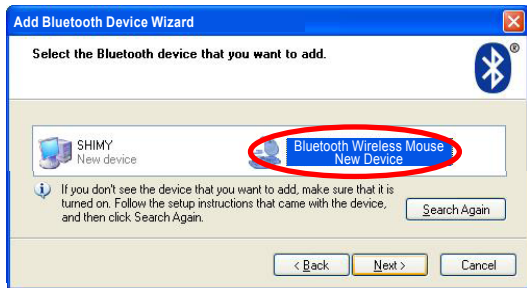 Add Bluetooth Device Wizard
Select the Bluetooth device that you want to add.
®
SHIMY
New device
Bluetooth Wireless Mouse
New Device
If you don't see the device that you want to add, make sure that it is
turned on. Follow the setup instructions that came with the device,
and then click Search Again.
Search Again
< Back
Next >
Cancel